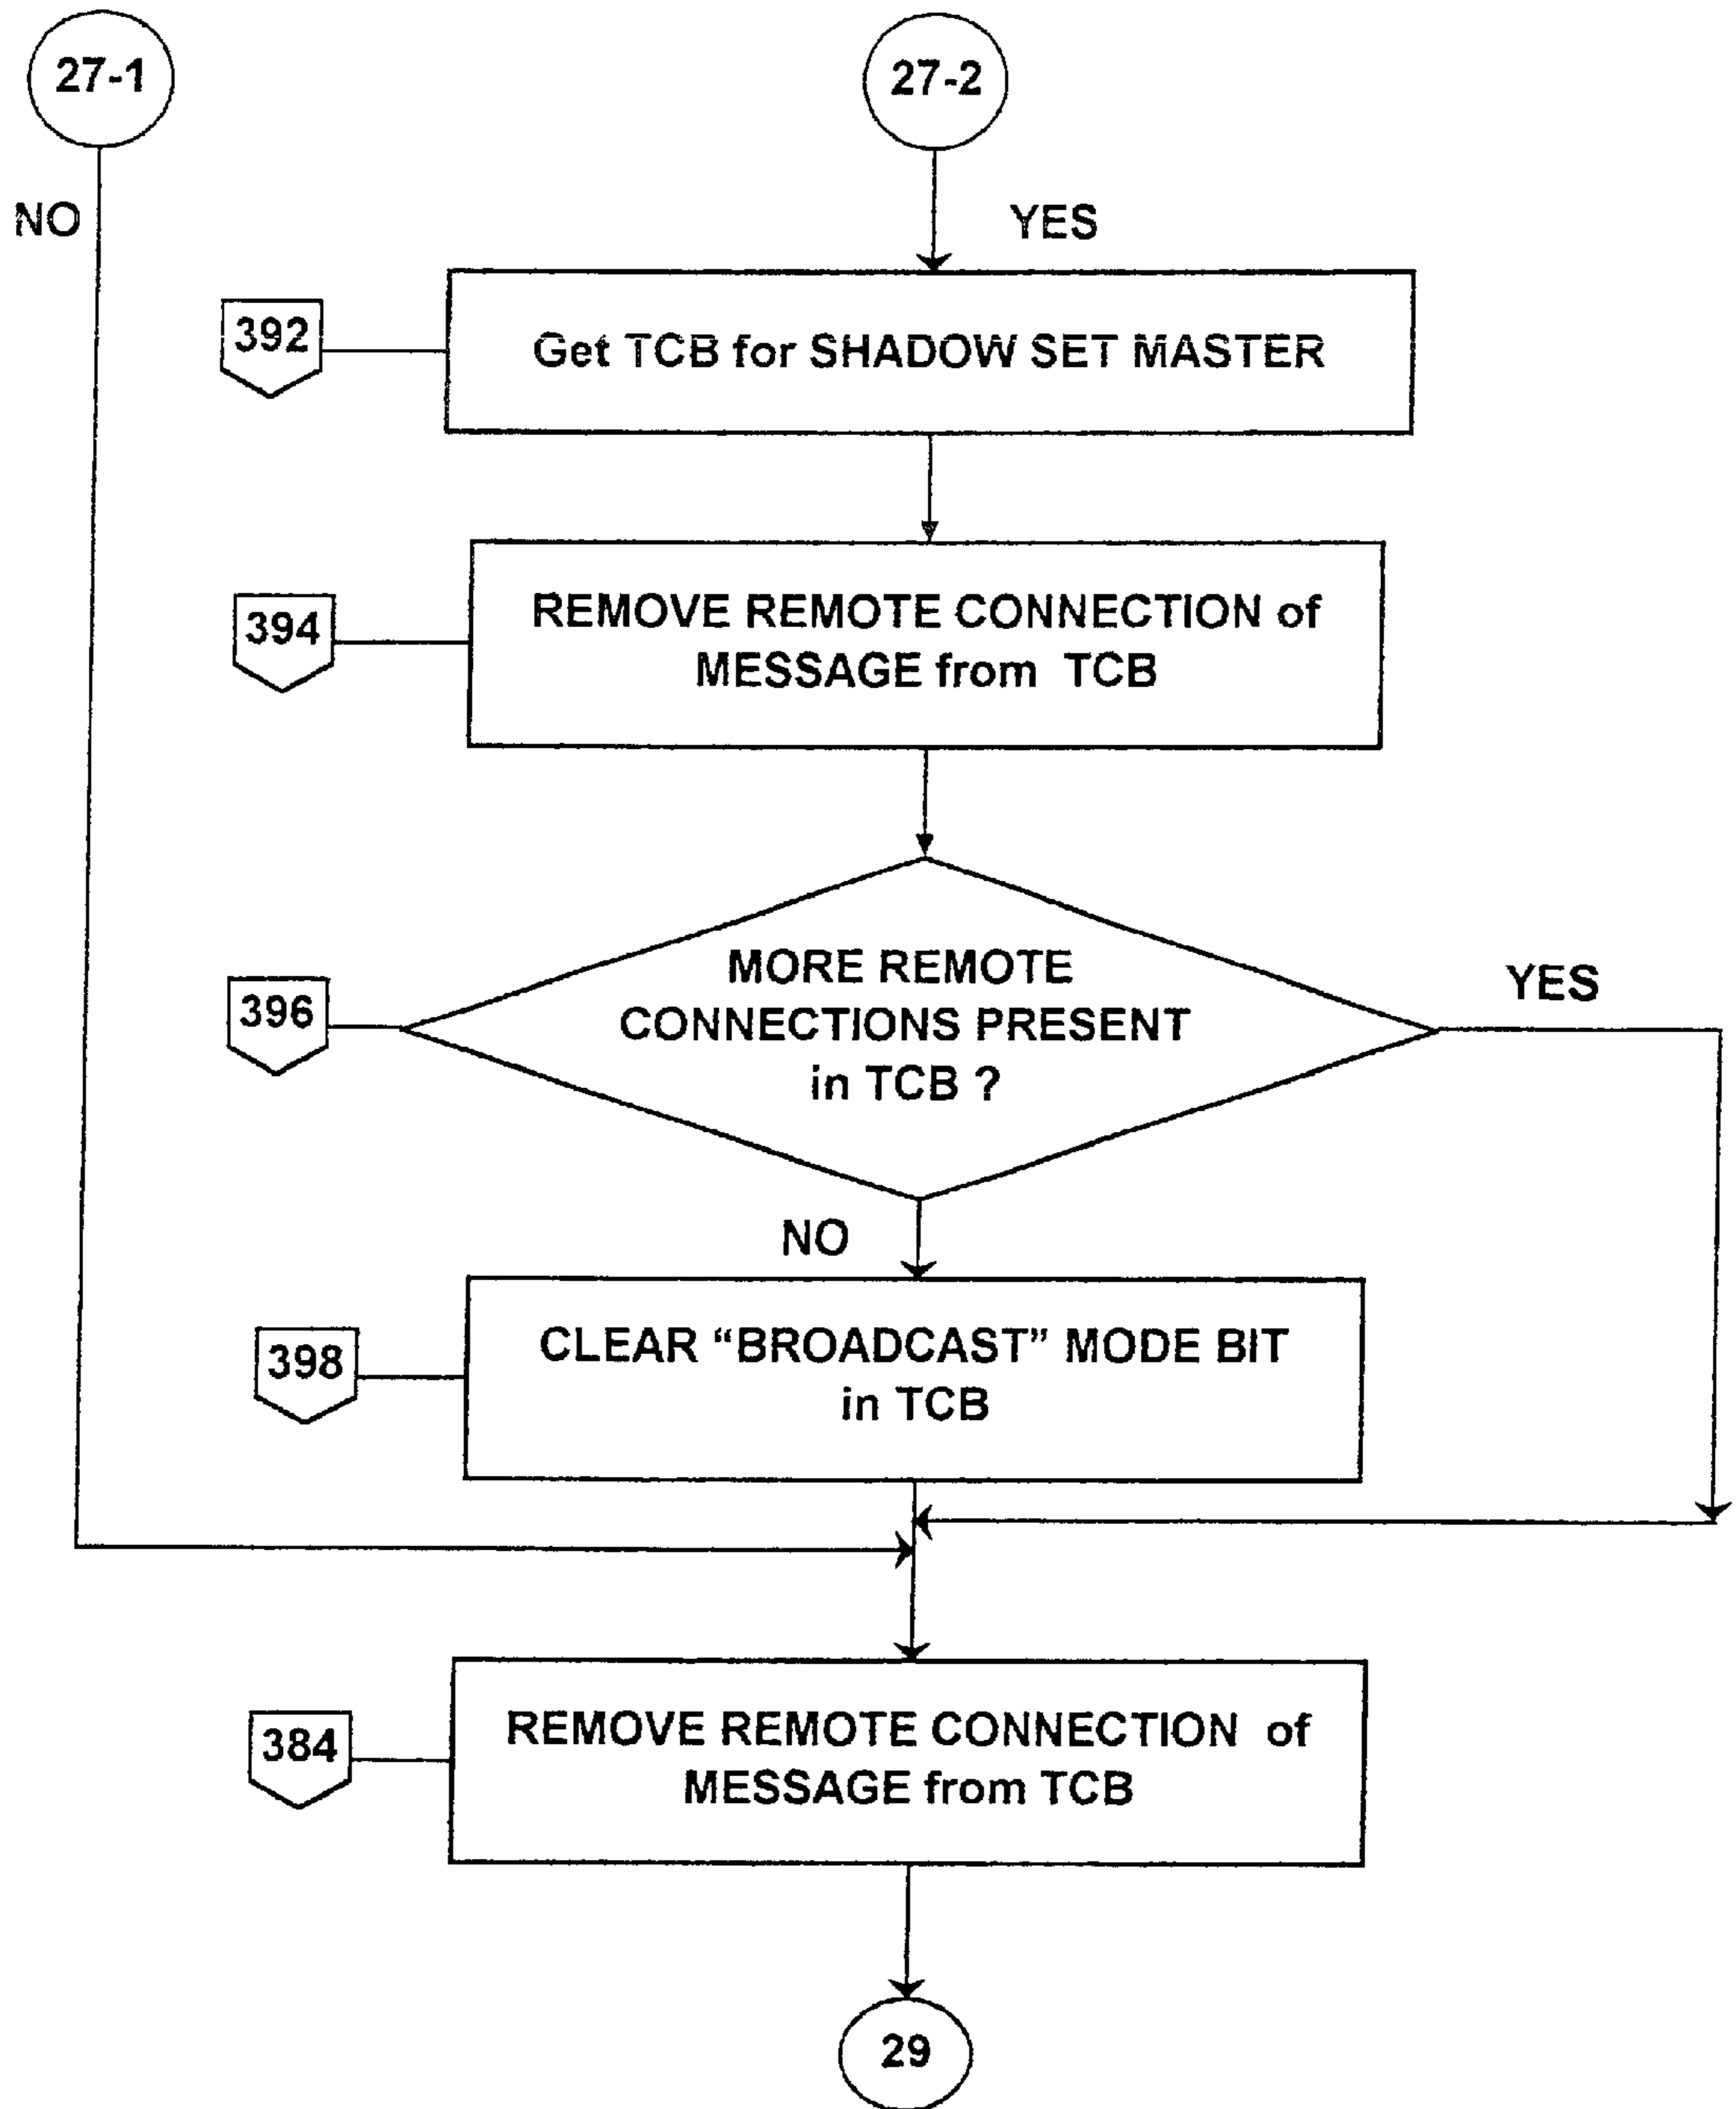 27-1
27-2
NO
YES
392
Get TCB for SHADOW SET MASTER
394
REMOVE REMOTE CONNECTION of
MESSAGE from TCB
396
MORE REMOTE
CONNECTIONS PRESENT
in TCB ?
YES
NO
398
CLEAR “BROADCAST” MODE BIT
in TCB
384
REMOVE REMOTE CONNECTION of
MESSAGE from TCB
29